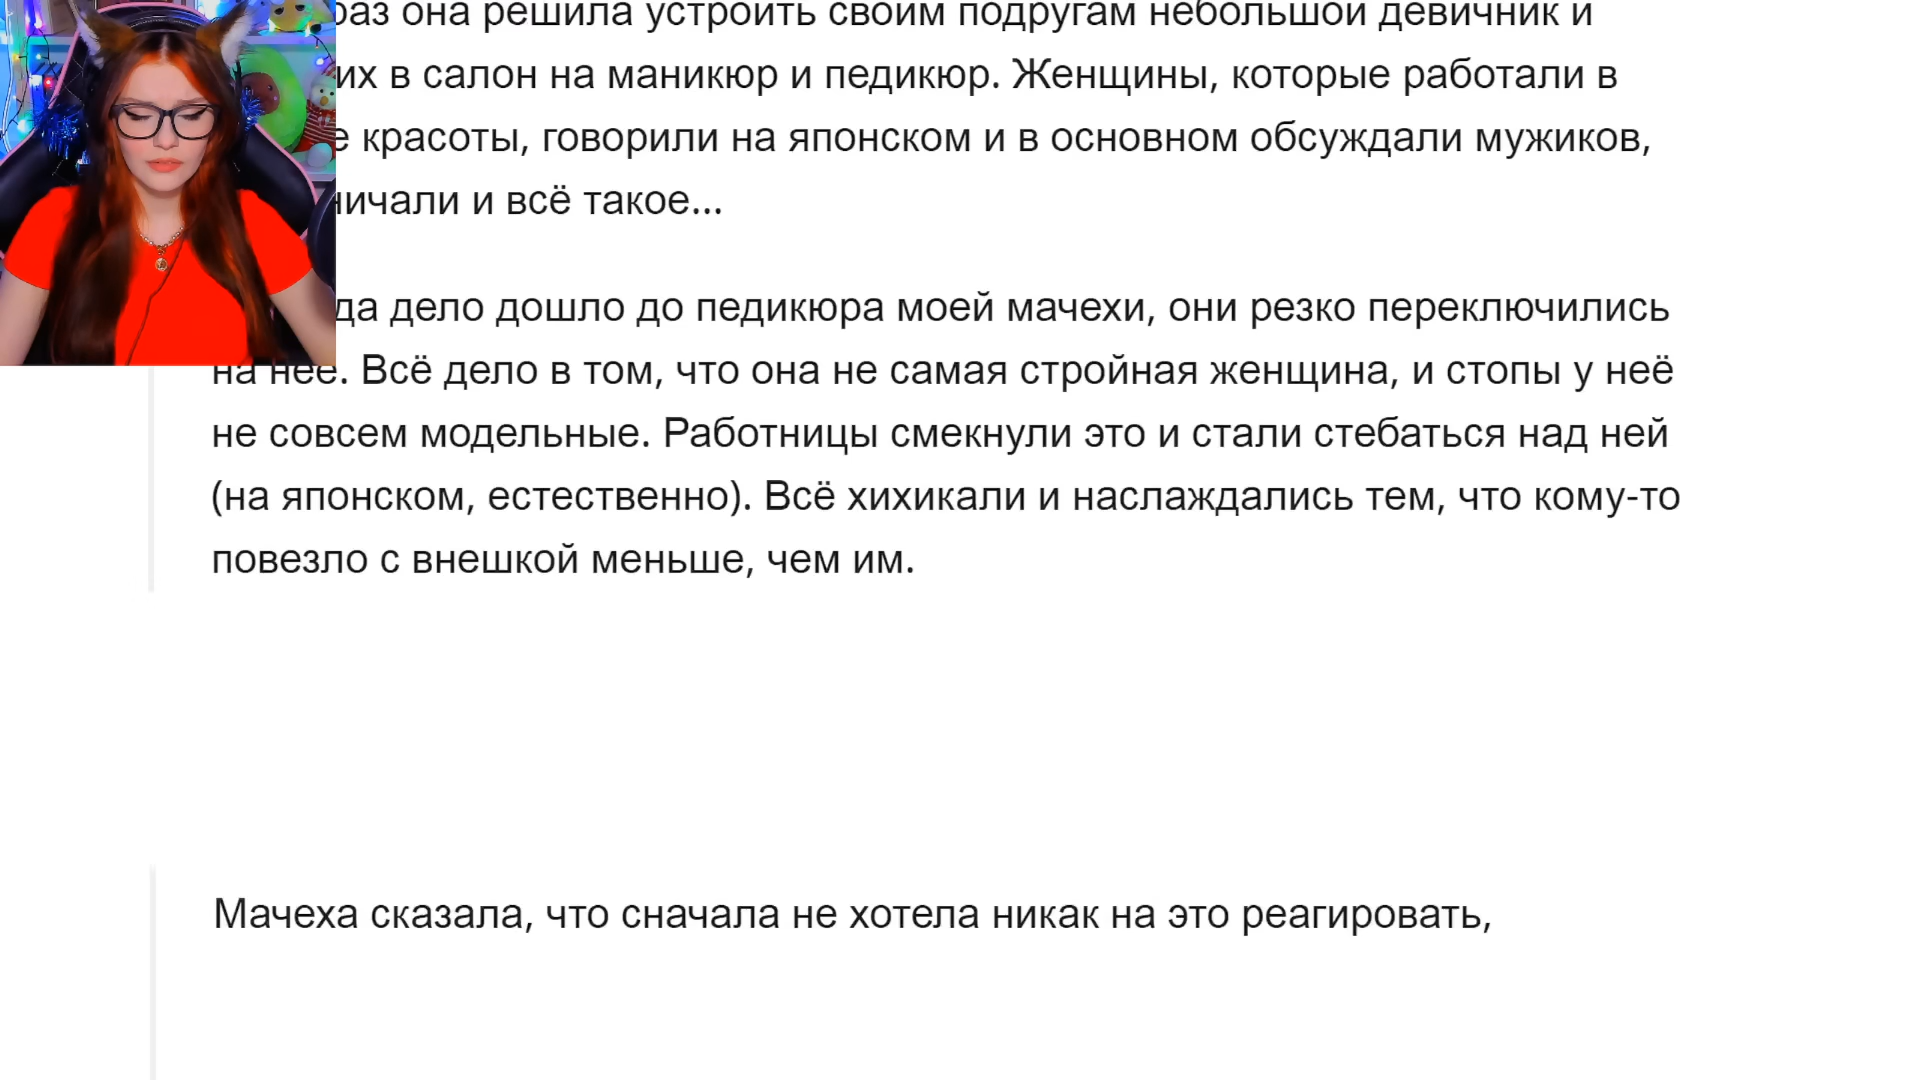 раз она решила устроить своим подругам небольшой девичник и
их в салон на маникюр и педикюр. Женщины, которые работали в
е красоты, говорили на японском и в основном обсуждали мужиков,
ничали и всё такое...
да дело дошло до педикюра моей мачехи, они резко переключились
на неё. Всё дело в том, что она не самая стройная женщина, и стопы у неё
не совсем модельные. Работницы смекнули это и стали стебаться над ней
(на японском, естественно). Всё хихикали и наслаждались тем, что кому-то
повезло с внешкой меньше, чем им.
Мачеха сказала, что сначала не хотела никак на это реагировать,